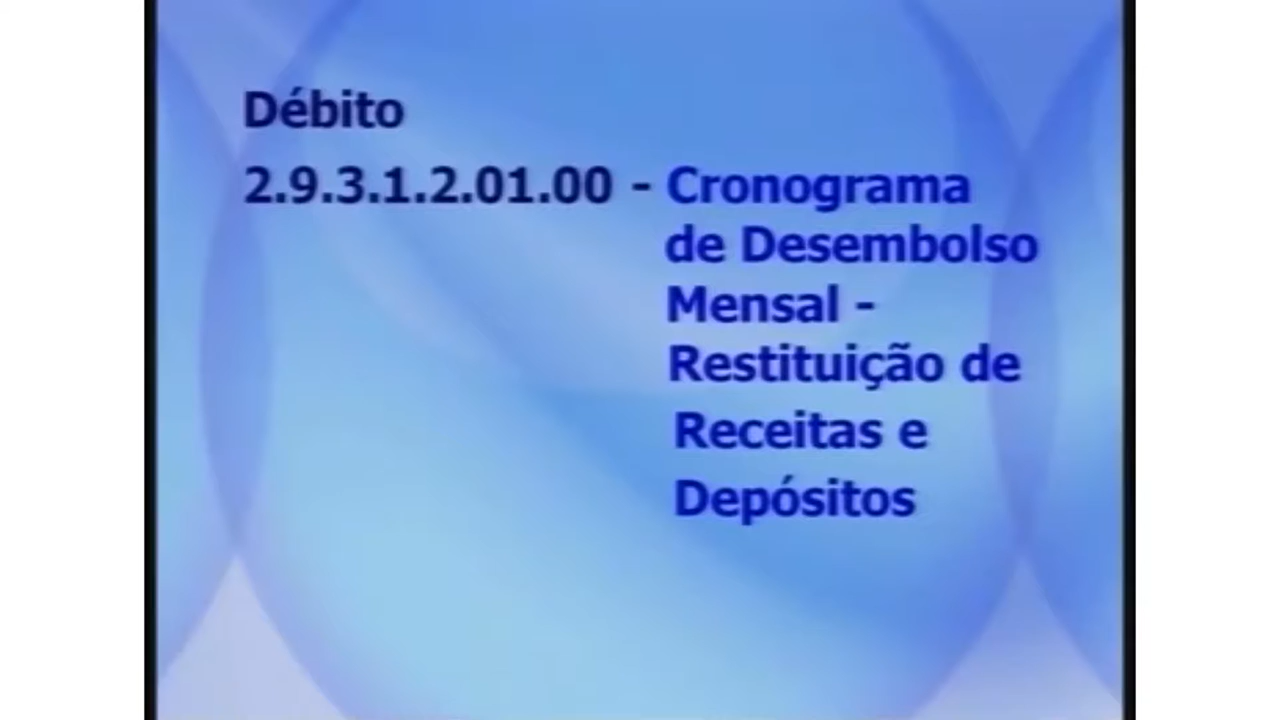 Débito
2.9.3.1.2.01.00 - Cronograma
de Desembolso
Mensal -
Restituição de
Receitas e
Depósitos